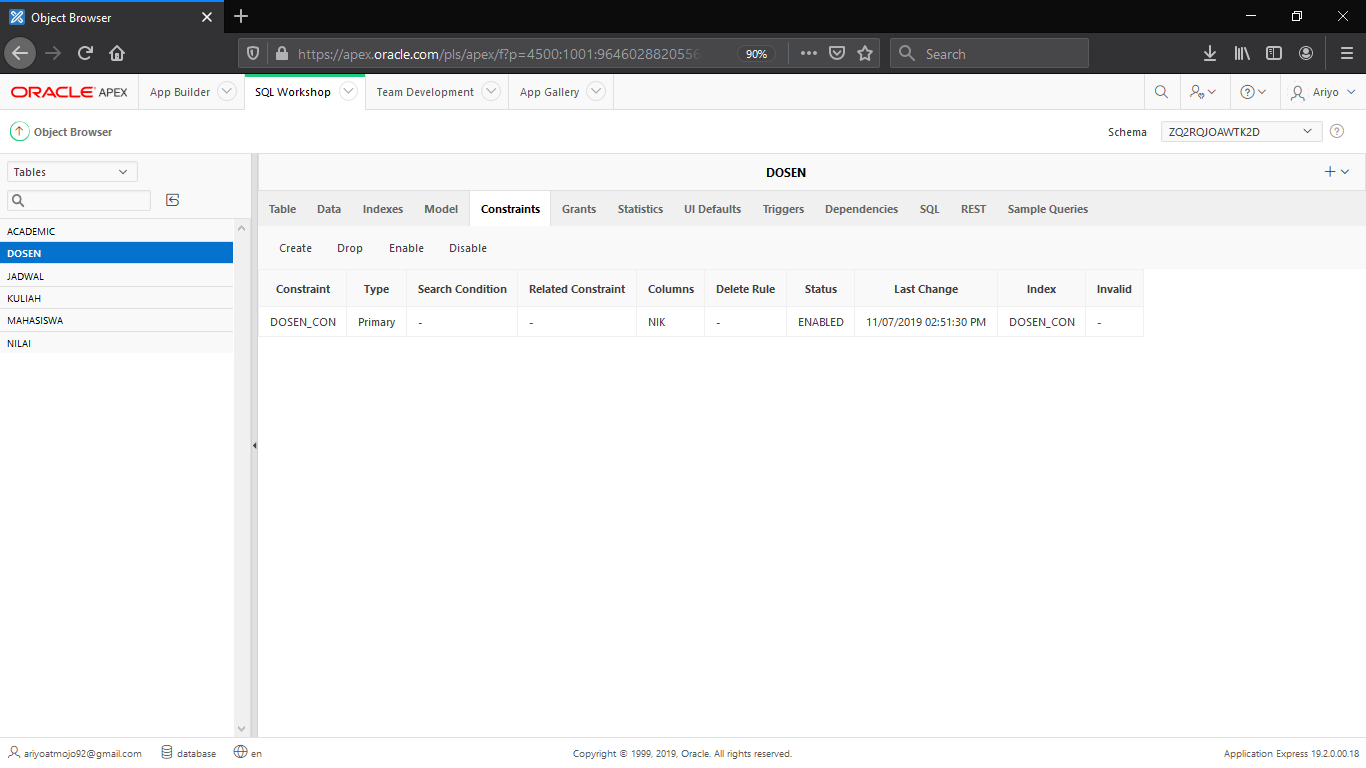 Object Browser
https://apex.oracle.com/pls/apex/f?p=4500:1001:9646028820556
90%
Search
ORACLE APEX App Builder SQL Workshop Team Development App Gallery Ariyo
Object Browser Schema ZQ2RQJOAWTK2D
Tables
ACADEMIC
DOSEN
JADWAL
KULIAH
MAHASISWA
NILAI
DOSEN
Table Data Indexes Model Constraints Grants Statistics UI Defaults Triggers Dependencies SQL REST Sample Queries
Create Drop Enable Disable
Constraint Type Search Condition Related Constraint Columns Delete Rule Status Last Change Index Invalid
DOSEN_CON Primary - - NIK - ENABLED 11/07/2019 02:51:30 PM DOSEN_CON -
ariyoatmojo92@gmail.com database en Copyright © 1999, 2019, Oracle. All rights reserved. Application Express 19.2.0.00.18